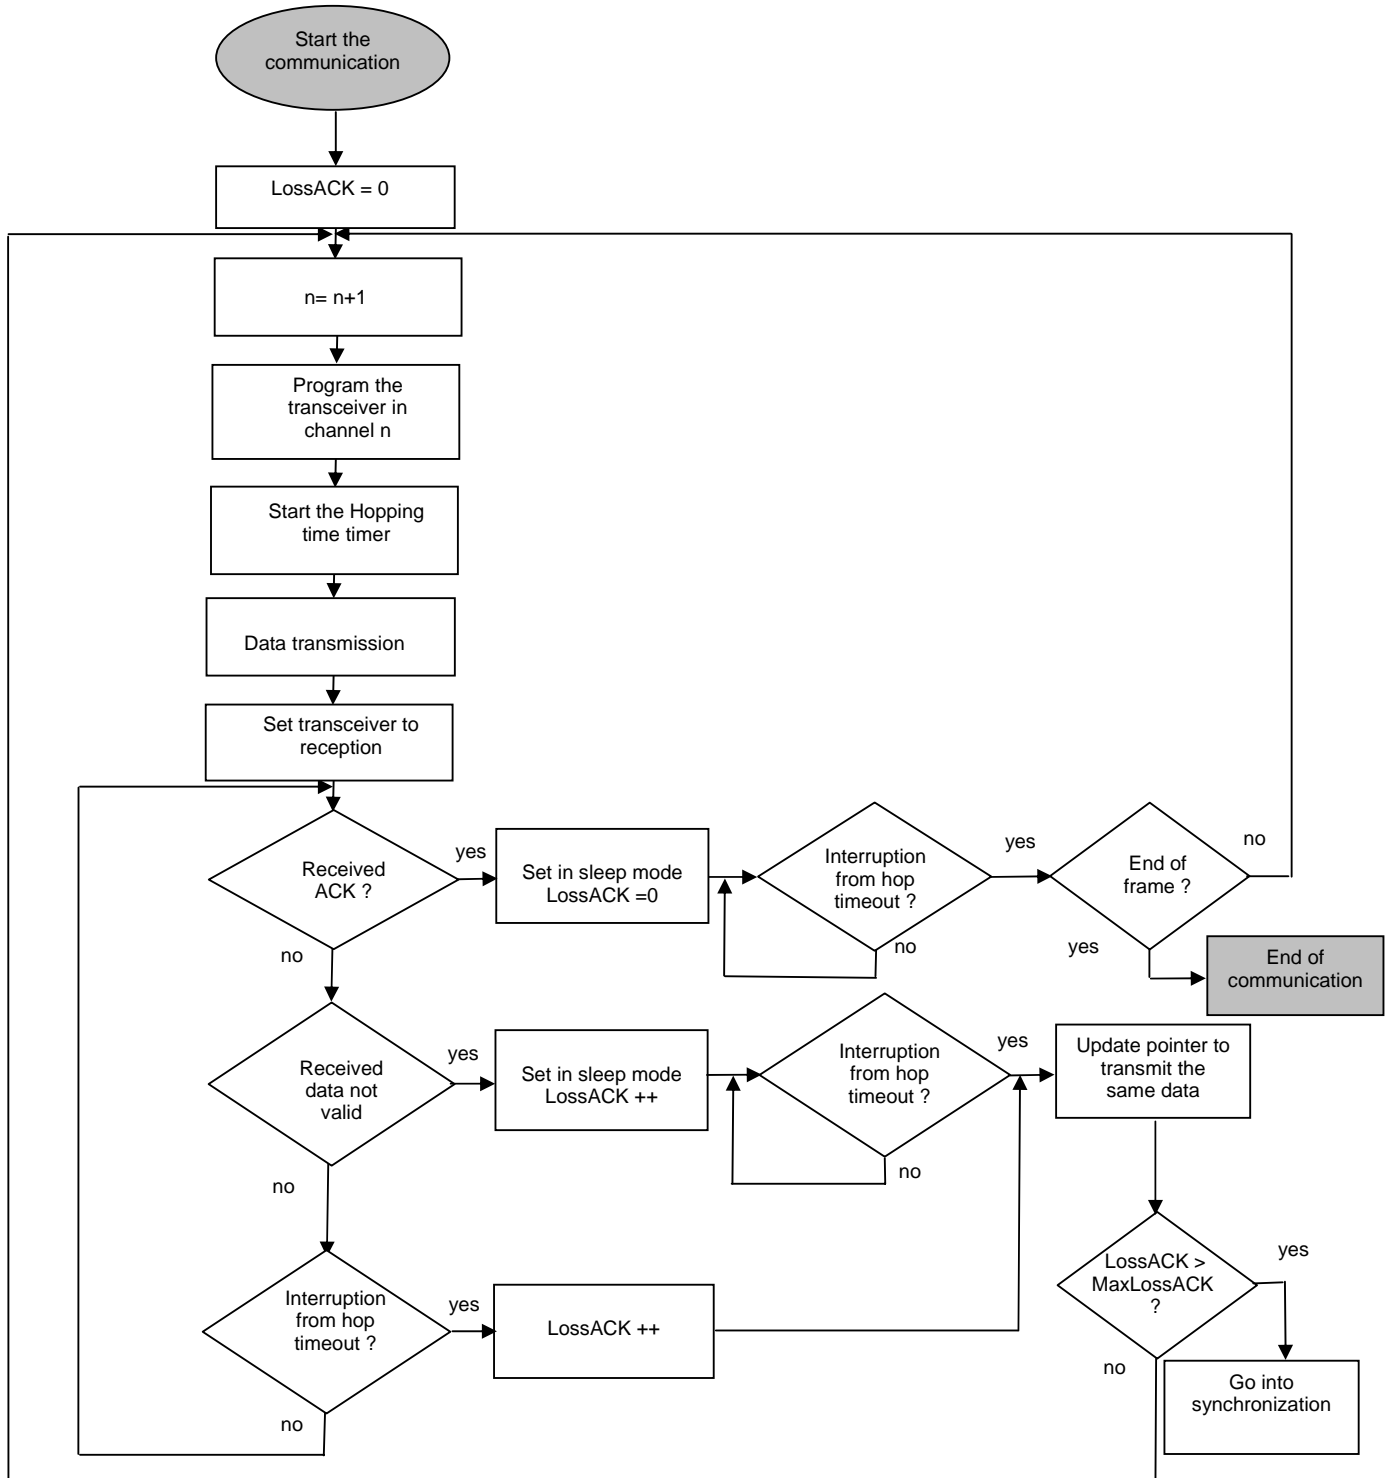 Start the
communication
LossACK = 0
n= n+1
Program the
transceiver in
channel n
Start the Hopping
time timer
Data transmission
Set transceiver to
reception
Received
ACK ?
yes
Set in sleep mode
LossACK =0
Interruption
from hop
timeout ?
yes
End of
frame ?
no
no
no
yes
End of
communication
Received
data not
valid
yes
Set in sleep mode
LossACK ++
Interruption
from hop
timeout ?
yes
Update pointer to
transmit the
same data
no
no
LossACK >
MaxLossACK
?
yes
Interruption
from hop
timeout ?
yes
LossACK ++
no
no
Go into
synchronization